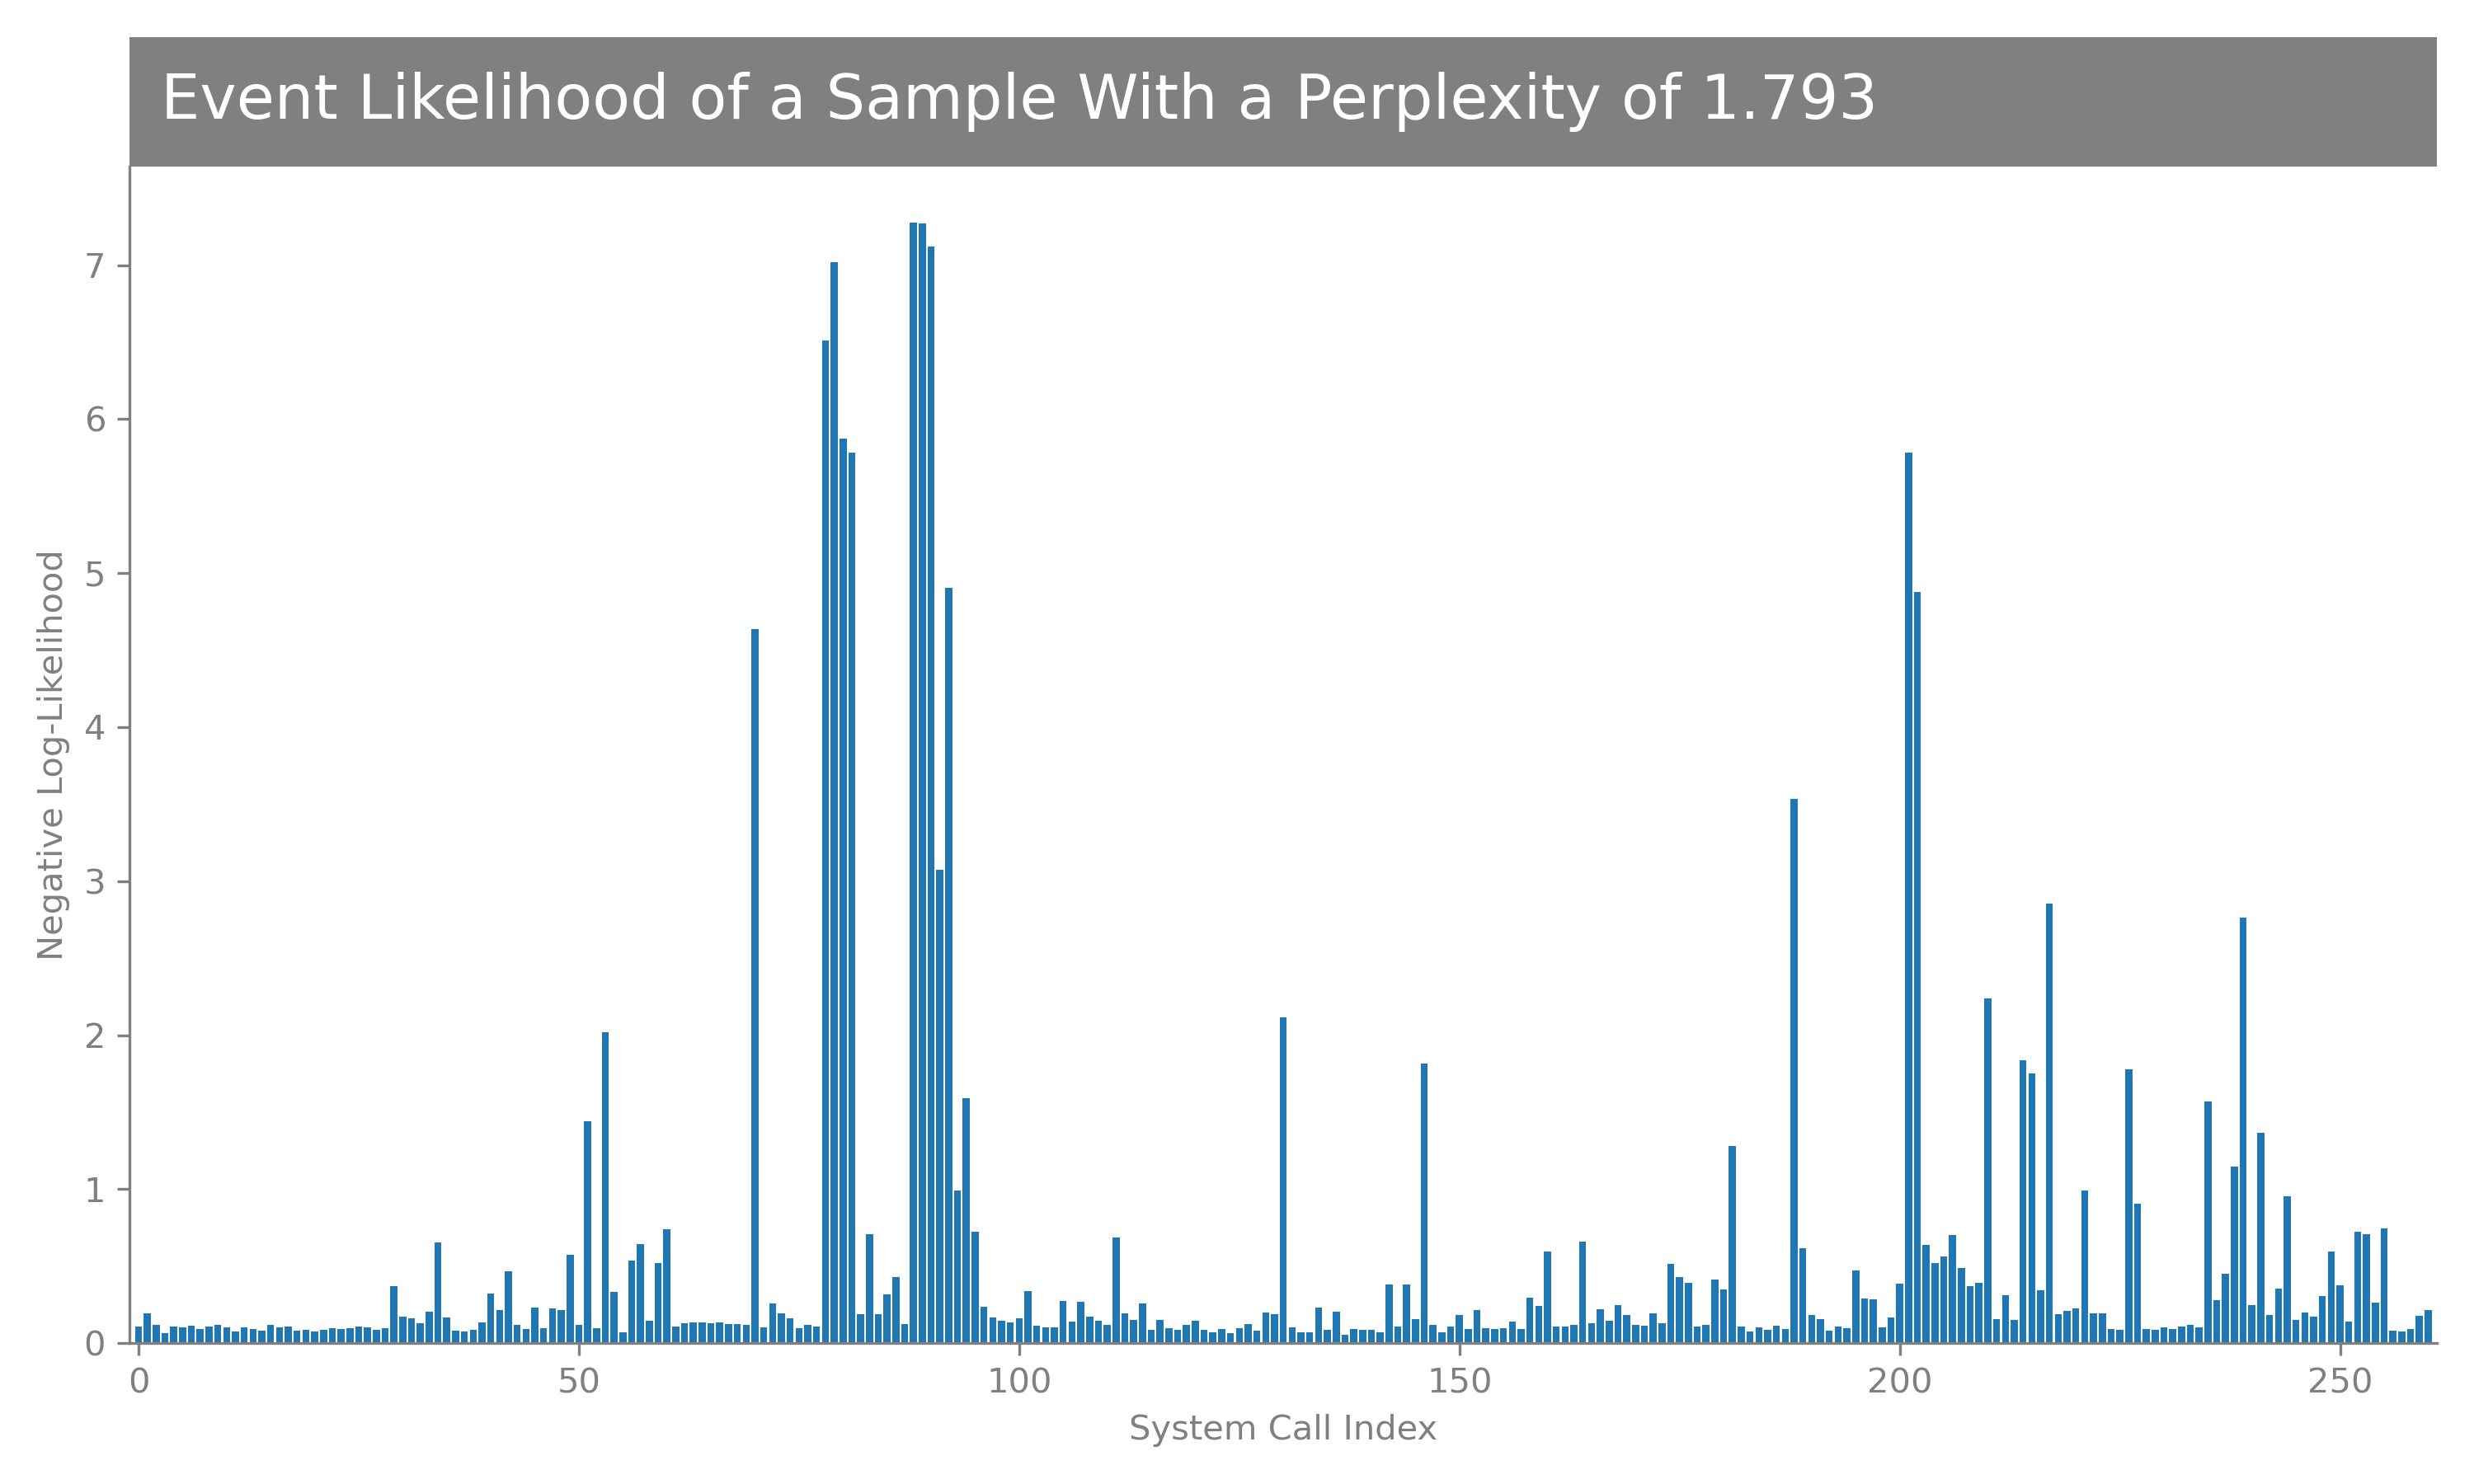 Event Likelihood of a Sample With a Perplexity of 1.793
Negative Log-Likelihood
7
6
5
4
3
2
1
0
0 50 100 150 200 250
System Call Index